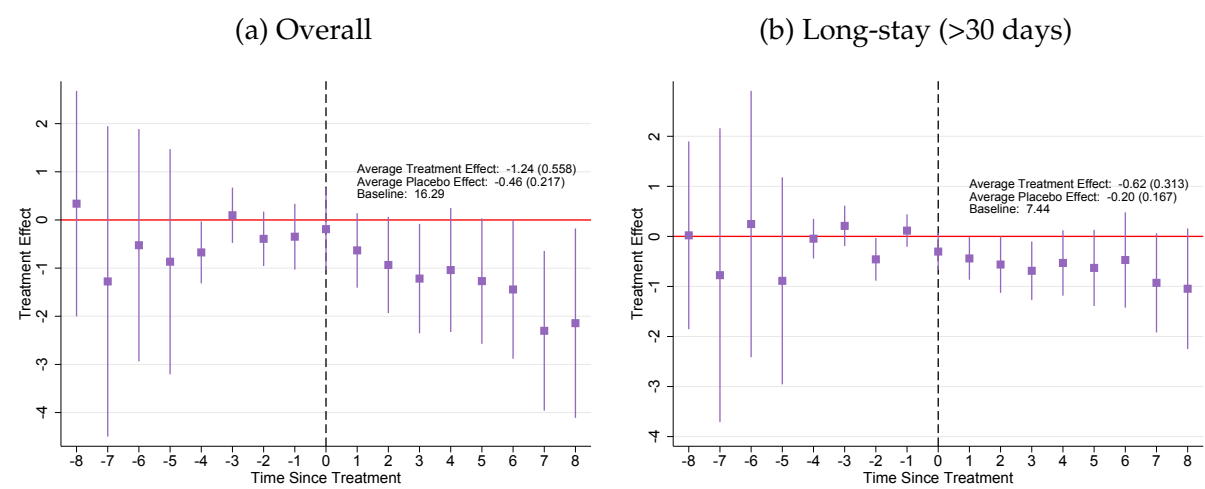 (a) Overall
Treatment Effect
2
1
0
-1
-2
-3
-4
Average Treatment Effect: -1.24 (0.558)
Average Placebo Effect: -0.46 (0.217)
Baseline: 16.29
-8 -7 -6 -5 -4 -3 -2 -1 0 1 2 3 4 5 6 7 8
Time Since Treatment
(b) Long-stay (>30 days)
Treatment Effect
2
1
0
-1
-2
-3
-4
Average Treatment Effect: -0.62 (0.313)
Average Placebo Effect: -0.20 (0.167)
Baseline: 7.44
-8 -7 -6 -5 -4 -3 -2 -1 0 1 2 3 4 5 6 7 8
Time Since Treatment